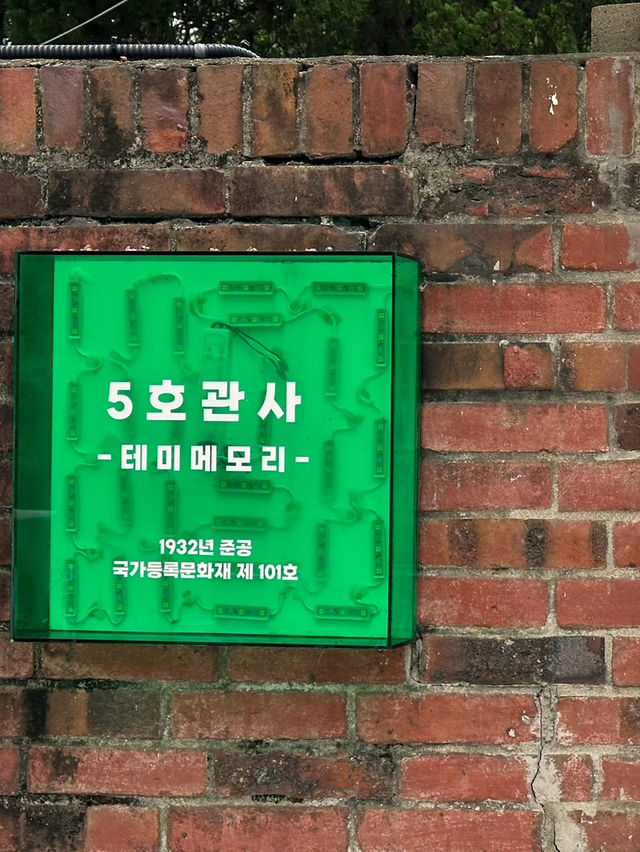 5호관사
-테미메모리-
1932년 준공
국가등록문화재 제 101호